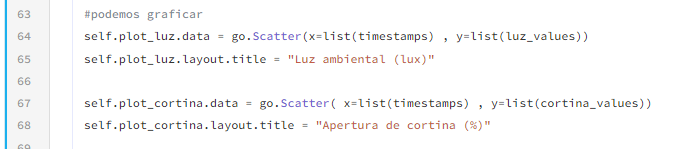 63 #podemos graficar
64 self.plot_luz.data = go.Scatter(x=list(timestamps) , y=list(luz_values))
65 self.plot_luz.layout.title = "Luz ambiental (lux)"
66
67 self.plot_cortina.data = go.Scatter( x=list(timestamps) , y=list(cortina_values))
68 self.plot_cortina.layout.title = "Apertura de cortina (%)"
69